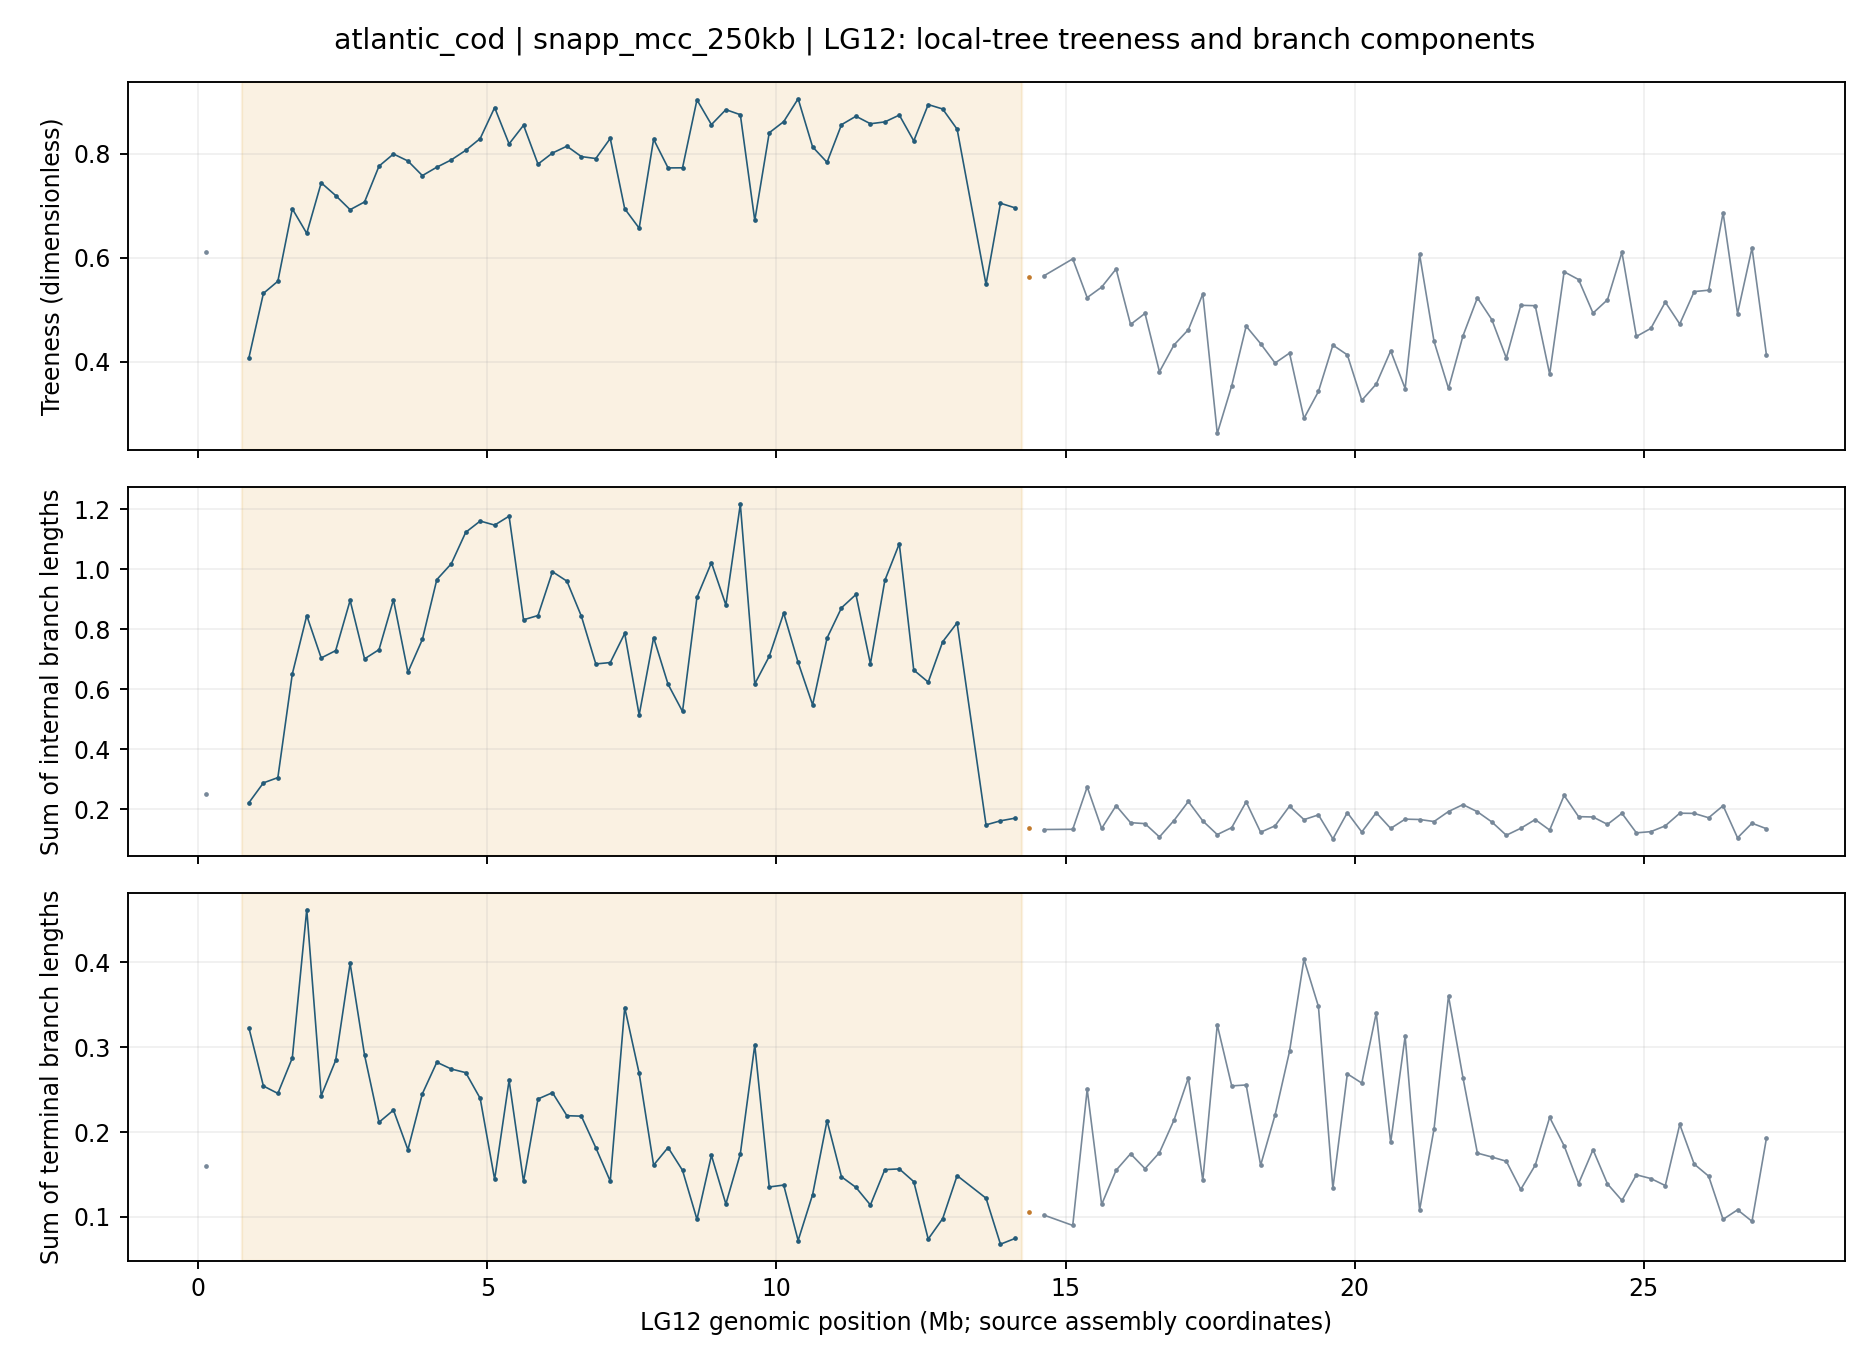 atlantic_cod | snapp_mcc_250kb | LG12: local-tree treeness and branch components
Treeness (dimensionless)
0.8
0.6
0.4
Sum of internal branch lengths
1.2
1.0
0.8
0.6
0.4
0.2
Sum of terminal branch lengths
0.4
0.3
0.2
0.1
0 5 10 15 20 25
LG12 genomic position (Mb; source assembly coordinates)